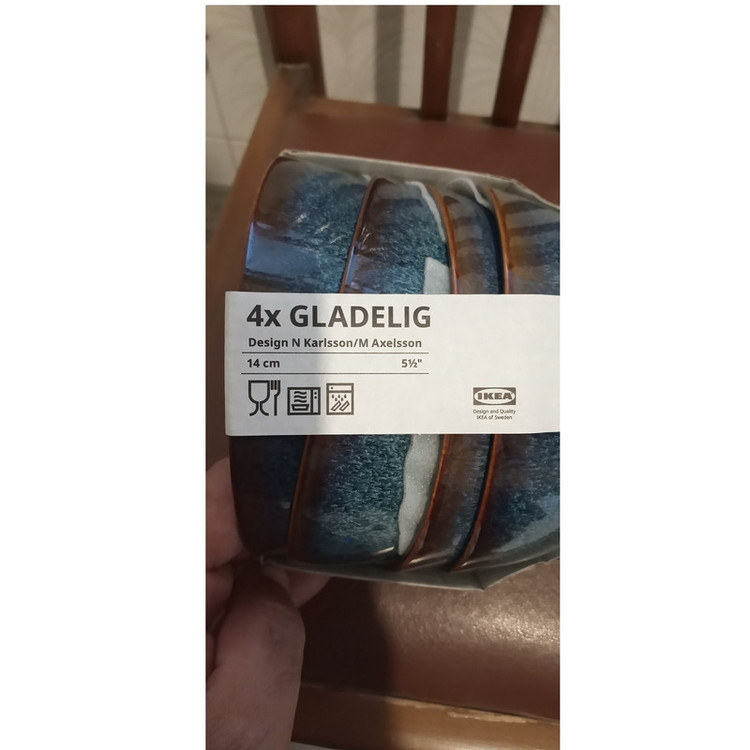 4x GLADELIG
Design N Karlsson/M Axelsson
14 cm 5½"
IKEA
Design and Quality
IKEA of Sweden